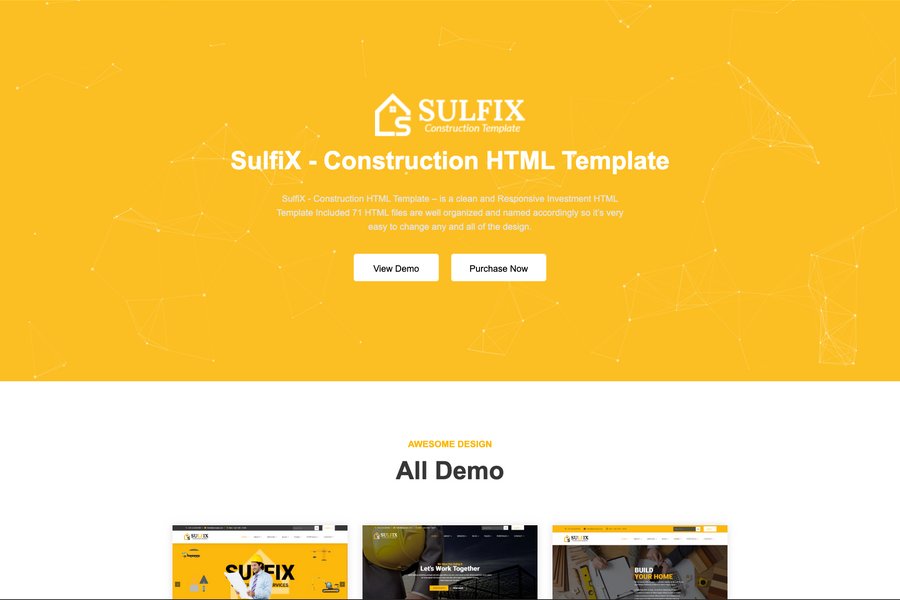 SULFIX
Construction Template
SulfiX - Construction HTML Template
SulfiX - Construction HTML Template – is a clean and Responsive Investment HTML
Template Included 71 HTML files are well organized and named accordingly so it's very
easy to change any and all of the design.
View Demo
Purchase Now
AWESOME DESIGN
All Demo
SULFIX
SULFIX
SULFIX
Let's Work Together
BUILD
YOUR HOME